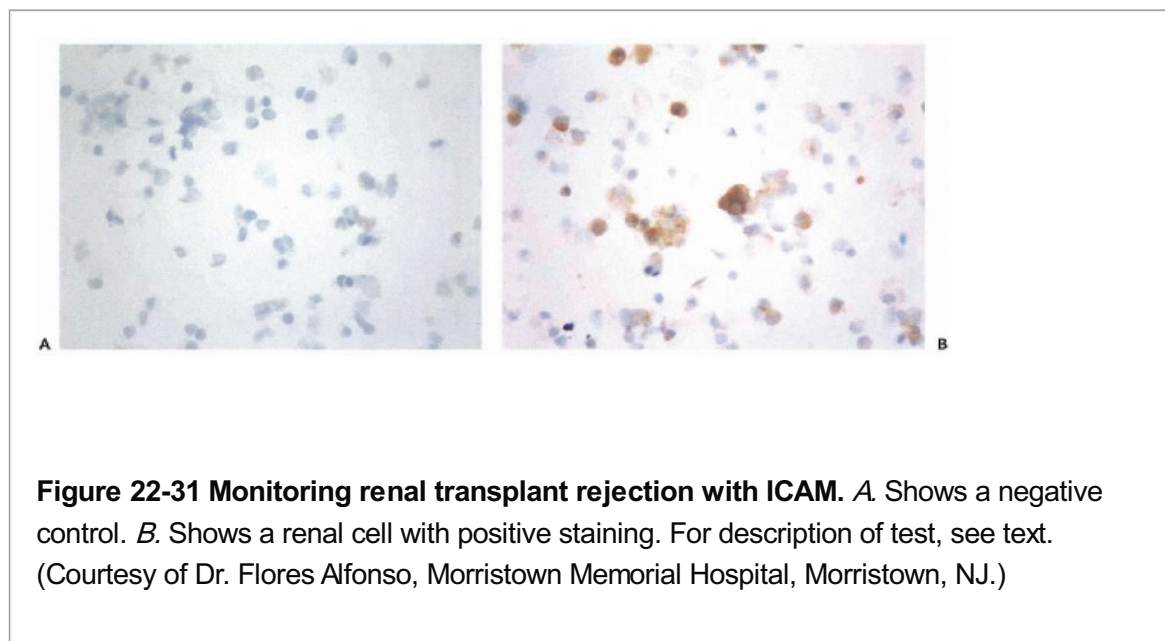 A
B
Figure 22-31 Monitoring renal transplant rejection with ICAM. A. Shows a negative
control. B. Shows a renal cell with positive staining. For description of test, see text.
(Courtesy of Dr. Flores Alfonso, Morristown Memorial Hospital, Morristown, NJ.)